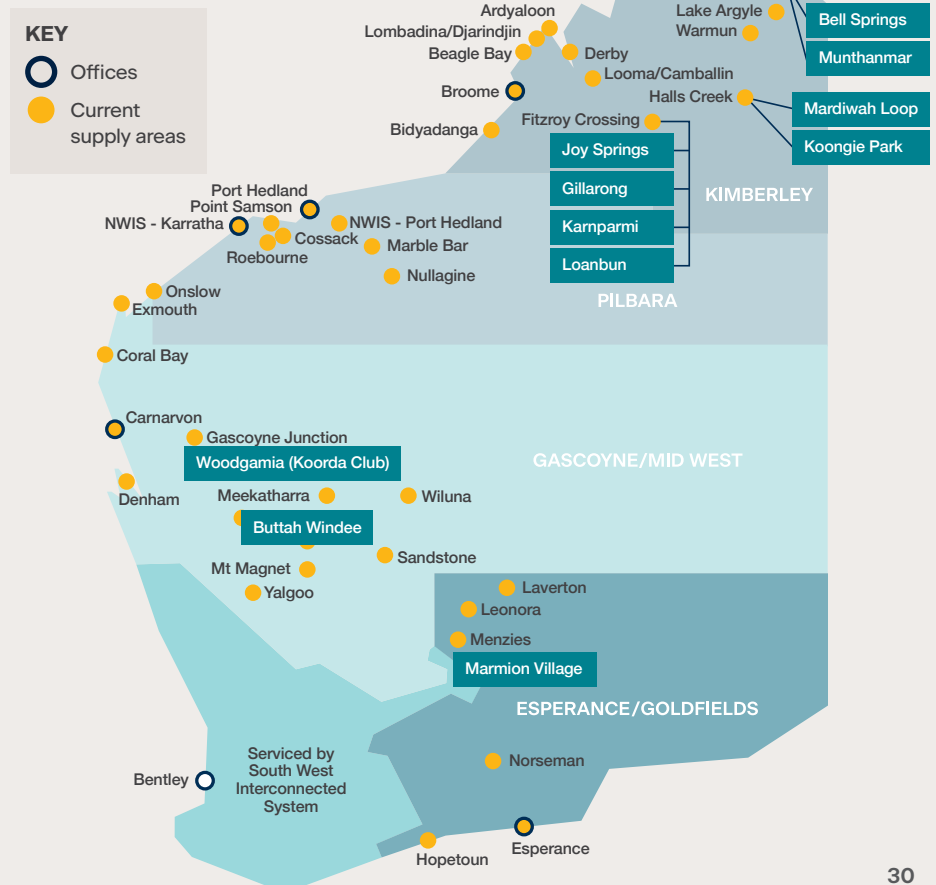 KEY
Offices
Current
supply areas
Ardyaloon
Lombadina/Djarindjin
Beagle Bay
Derby
Looma/Camballin
Broome
Bidyadanga
Lake Argyle
Warmun
Bell Springs
Munthanmar
Halls Creek
Mardiwah Loop
Koongie Park
Fitzroy Crossing
Joy Springs
Gillarong
Karnparmi
Loanbun
KIMBERLEY
Port Hedland
Point Samson
NWIS - Karratha
NWIS - Port Hedland
Cossack
Roebourne
Marble Bar
Nullagine
PILBARA
Onslow
Exmouth
Coral Bay
Carnarvon
Gascoyne Junction
Woodgamia (Koorda Club)
GASCOYNE/MID WEST
Denham
Meekatharra
Wiluna
Buttah Windee
Sandstone
Mt Magnet
Yalgoo
Laverton
Leonora
Menzies
Marmion Village
ESPERANCE/GOLDFIELDS
Norseman
Bentley
Serviced by
South West
Interconnected
System
Esperance
Hopetoun
30